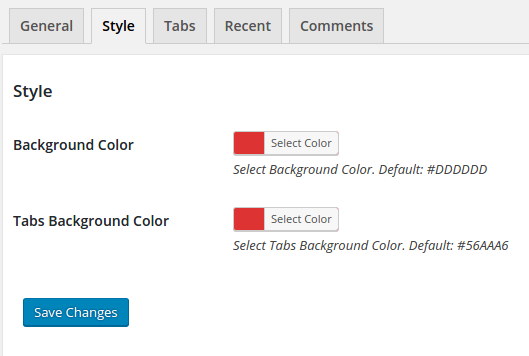 General Style Tabs Recent Comments
Style
Background Color Select Color
Select Background Color. Default: #DDDDDD
Tabs Background Color Select Color
Select Tabs Background Color. Default: #56AAA6
Save Changes